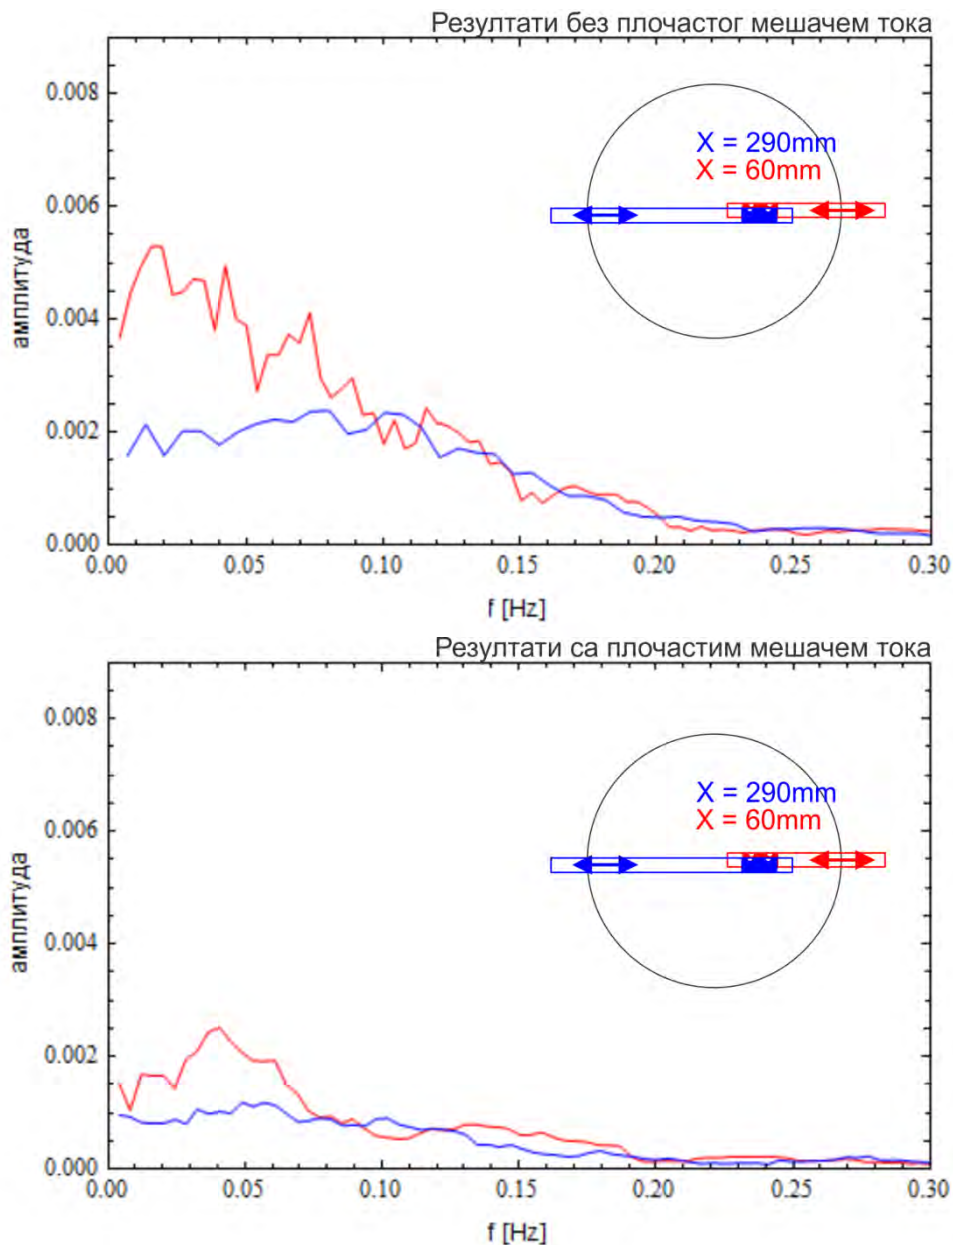 Резултати без плочастог мешачем тока
0.008
0.006
0.004
0.002
0.000
амплитуда
X = 290mm
X = 60mm
0.00 0.05 0.10 0.15 0.20 0.25 0.30
f [Hz]
Резултати са плочастим мешачем тока
0.008
0.006
0.004
0.002
0.000
амплитуда
X = 290mm
X = 60mm
0.00 0.05 0.10 0.15 0.20 0.25 0.30
f [Hz]